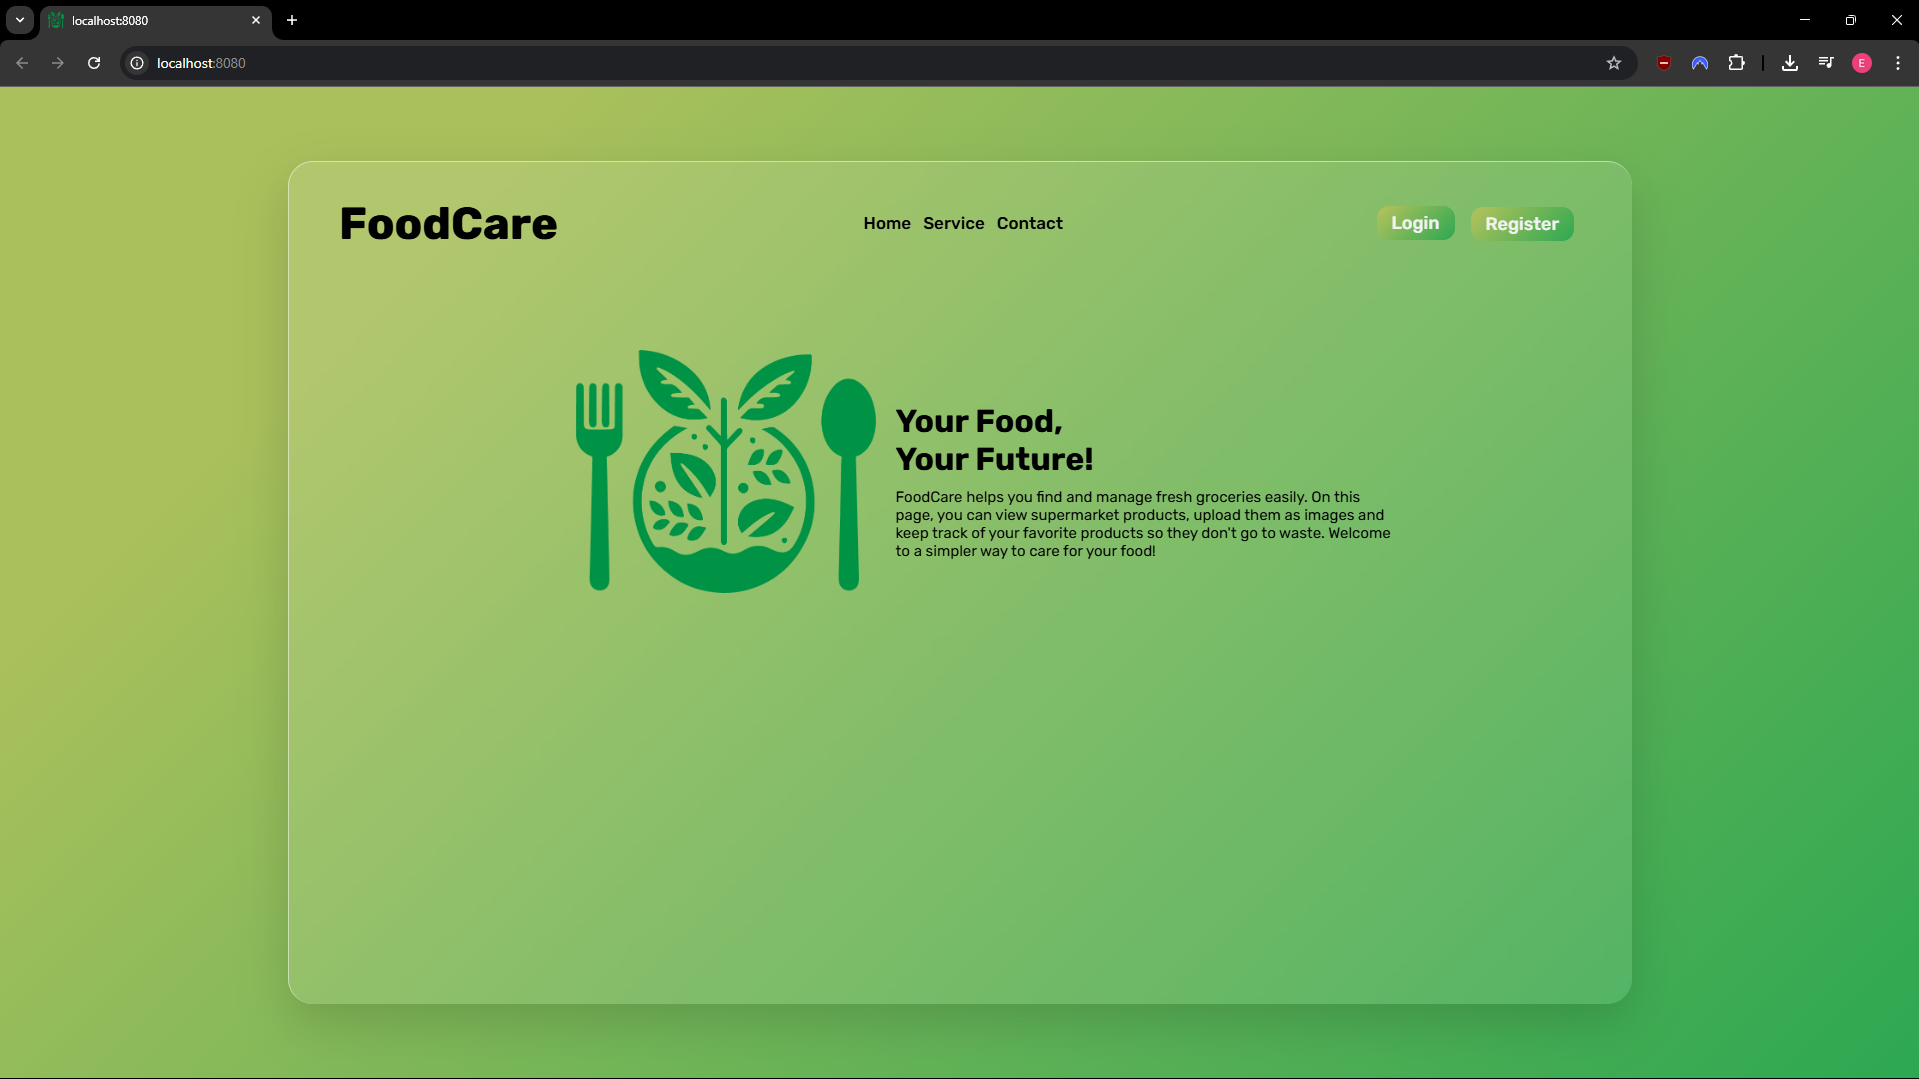 localhost:8080
localhost:8080
E
FoodCare
Home Service Contact
Login Register
Your Food,
Your Future!
FoodCare helps you find and manage fresh groceries easily. On this
page, you can view supermarket products, upload them as images and
keep track of your favorite products so they don't go to waste. Welcome
to a simpler way to care for your food!